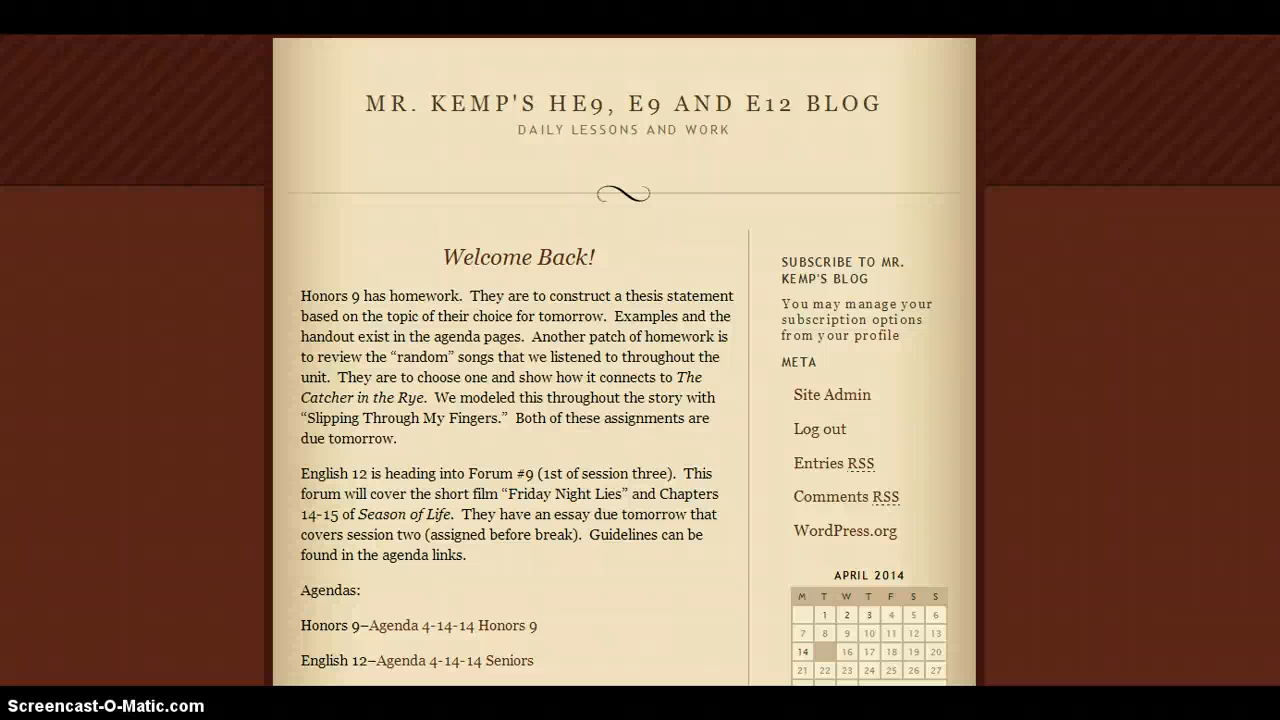 MR. KEMP'S HE9, E9 AND E12 BLOG
DAILY LESSONS AND WORK
Welcome Back!
Honors 9 has homework.  They are to construct a thesis statement
based on the topic of their choice for tomorrow.  Examples and the
handout exist in the agenda pages.  Another patch of homework is
to review the “random” songs that we listened to throughout the
unit.  They are to choose one and show how it connects to The
Catcher in the Rye.  We modeled this throughout the story with
“Slipping Through My Fingers.”  Both of these assignments are
due tomorrow.
English 12 is heading into Forum #9 (1st of session three).  This
forum will cover the short film “Friday Night Lies” and Chapters
14-15 of Season of Life.  They have an essay due tomorrow that
covers session two (assigned before break).  Guidelines can be
found in the agenda links.
Agendas:
Honors 9–Agenda 4-14-14 Honors 9
English 12–Agenda 4-14-14 Seniors
SUBSCRIBE TO MR.
KEMP'S BLOG
You may manage your
subscription options
from your profile
META
Site Admin
Log out
Entries RSS
Comments RSS
WordPress.org
APRIL 2014
M T W T F S S
1 2 3 4 5 6
7 8 9 10 11 12 13
14 16 17 18 19 20
21 22 23 24 25 26 27
Screencast-O-Matic.com